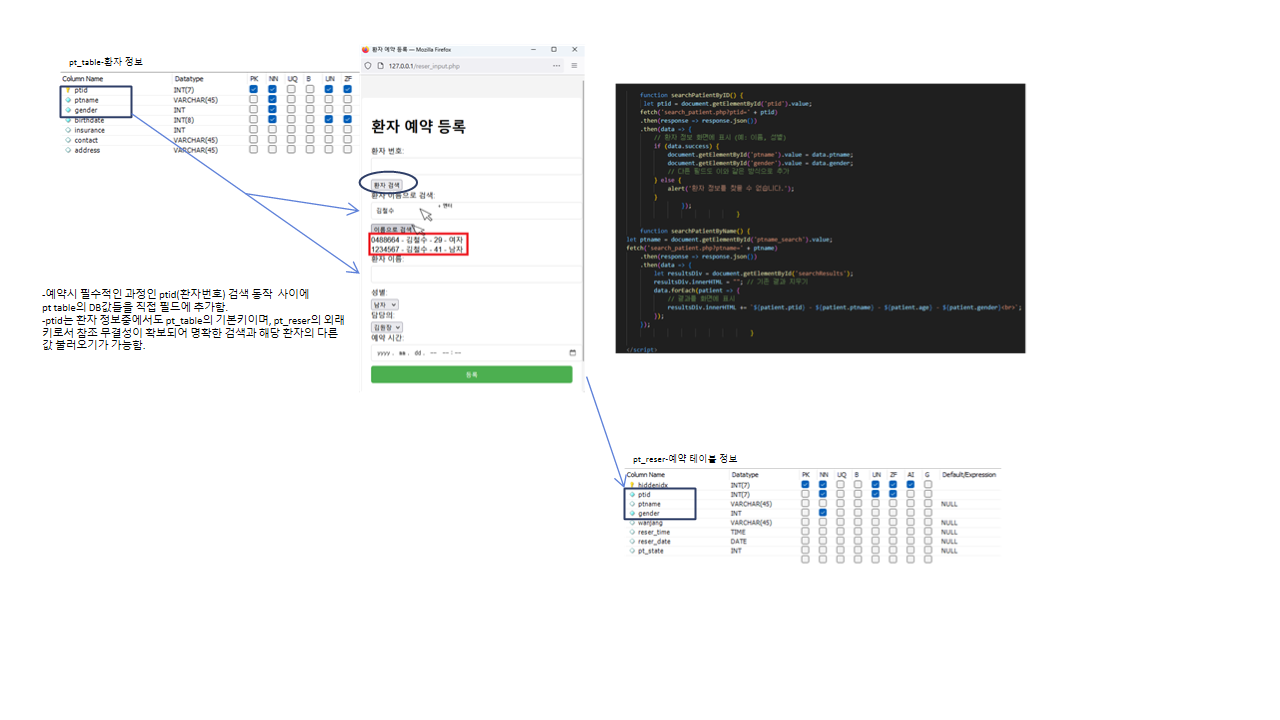 pt_table-환자 정보
Column Name Datatype PK NN UQ B UN ZF
ptid INT(7)
ptname VARCHAR(45)
gender INT
birthdate INT(8)
insurance INT
contact VARCHAR(45)
address VARCHAR(45)
-예약시 필수적인 과정인 ptid(환자번호) 검색 동작 사이에
pt table의 DB값들을 직접 필드에 추가함.
-ptid는 환자 정보중에서도 pt_table의 기본키이며, pt_reser의 외래
키로서 참조 무결성이 확보되어 명확한 검색과 해당 환자의 다른
값 불러오기가 가능함.
환자 예약 등록 — Mozilla Firefox
127.0.0.1/reser_input.php
환자 예약 등록
환자 번호:
환자 검색
환자 이름으로 검색:
김철수
+ 엔터
이름으로 검색
0488664 - 김철수 - 29 - 여자
1234567 - 김철수 - 41 - 남자
환자 이름:
성별:
남자
담당의:
김원장
예약 시간:
yyyy. mm. dd. -- --:--
등록
function searchPatientByID() {
let ptid = document.getElementById('ptid').value;
fetch('search_patient.php?ptid=' + ptid)
.then(response => response.json())
.then(data => {
// 환자 정보 화면에 표시 (예: 이름, 성별)
if (data.success) {
document.getElementById('ptname').value = data.ptname;
document.getElementById('gender').value = data.gender;
// 다른 필드도 이와 같은 방식으로 추가
} else {
alert('환자 정보를 찾을 수 없습니다.');
}
});
}
function searchPatientByName() {
let ptname = document.getElementById('ptname_search').value;
fetch('search_patient.php?ptname=' + ptname)
.then(response => response.json())
.then(data => {
let resultsDiv = document.getElementById('searchResults');
resultsDiv.innerHTML = ""; // 기존 결과 지우기
data.forEach(patient => {
// 결과를 화면에 표시
resultsDiv.innerHTML += `${patient.ptid} - ${patient.ptname} - ${patient.age} - ${patient.gender}<br>`;
});
});
}
</script>
pt_reser-예약 테이블 정보
Column Name Datatype PK NN UQ B UN ZF AI G Default/Expression
hiddenidx INT(7)
ptid INT(7)
ptname VARCHAR(45) NULL
gender INT
wanjang VARCHAR(45) NULL
reser_time TIME NULL
reser_date DATE NULL
pt_state INT NULL